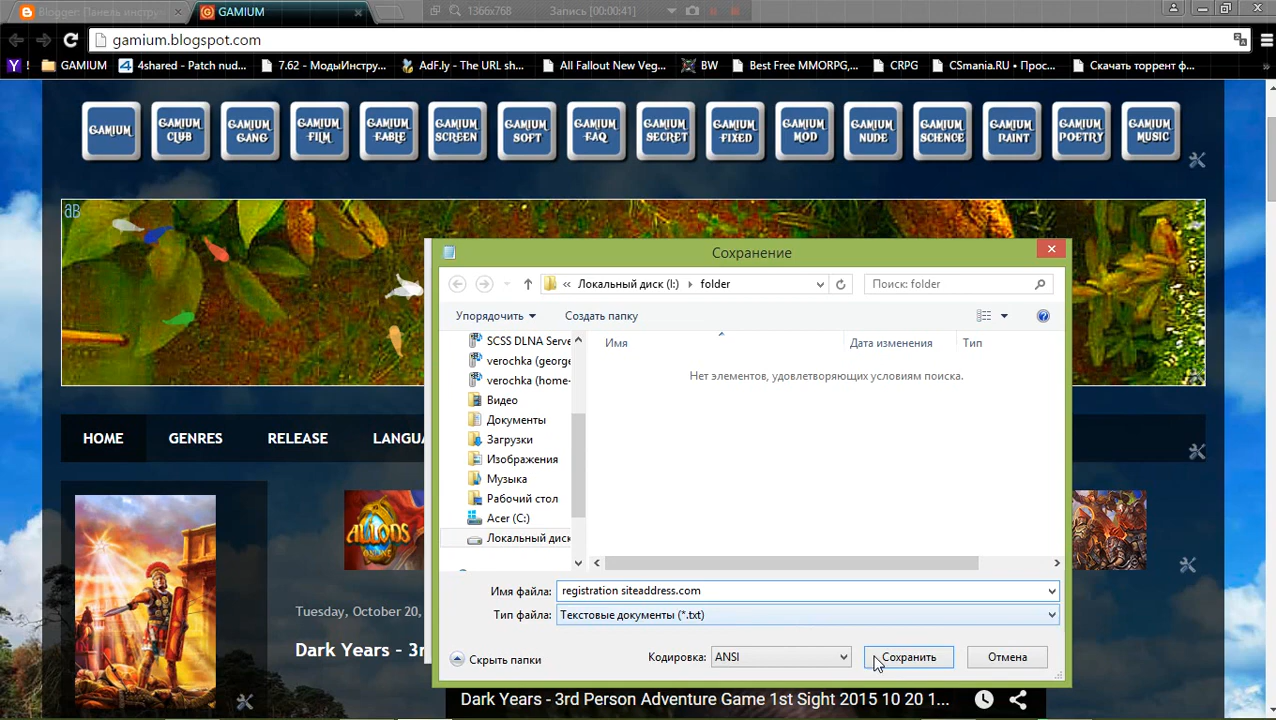 Blogger: Панель инстру
GAMIUM
1366x768
Запись [00:00:41]
gamium.blogspot.com
Y !
GAMIUM
4shared - Patch nud...
7.62 - МодыИнстру...
AdF.ly - The URL sh...
All Fallout New Veg...
BW
Best Free MMORPG,...
CRPG
CSmania.RU • Прос...
Скачать торрент ф...
GAMIUM
GAMIUM CLUB
GAMIUM GANG
GAMIUM FILM
GAMIUM FABLE
GAMIUM SCREEN
GAMIUM SOFT
GAMIUM FAQ
GAMIUM SECRET
GAMIUM FIXED
GAMIUM MOD
GAMIUM NUDE
GAMIUM SCIENCE
GAMIUM PAINT
GAMIUM POETRY
GAMIUM MUSIC
AB
Сохранение
« Локальный диск (I:) folder
Поиск: folder
Упорядочить
Создать папку
SCSS DLNA Serve
verochka (george
verochka (home-
Видео
Документы
Загрузки
Изображения
Музыка
Рабочий стол
Acer (C:)
Локальный диск
Имя
Дата изменения
Тип
Нет элементов, удовлетворяющих условиям поиска.
Имя файла: registration siteaddress.com
Тип файла: Текстовые документы (*.txt)
Скрыть папки
Кодировка: ANSI
Сохранить
Отмена
HOME
GENRES
RELEASE
LANGUA
ALLODS ONLINE
Tuesday, October 20,
Dark Years - 3r
Dark Years - 3rd Person Adventure Game 1st Sight 2015 10 20 1...